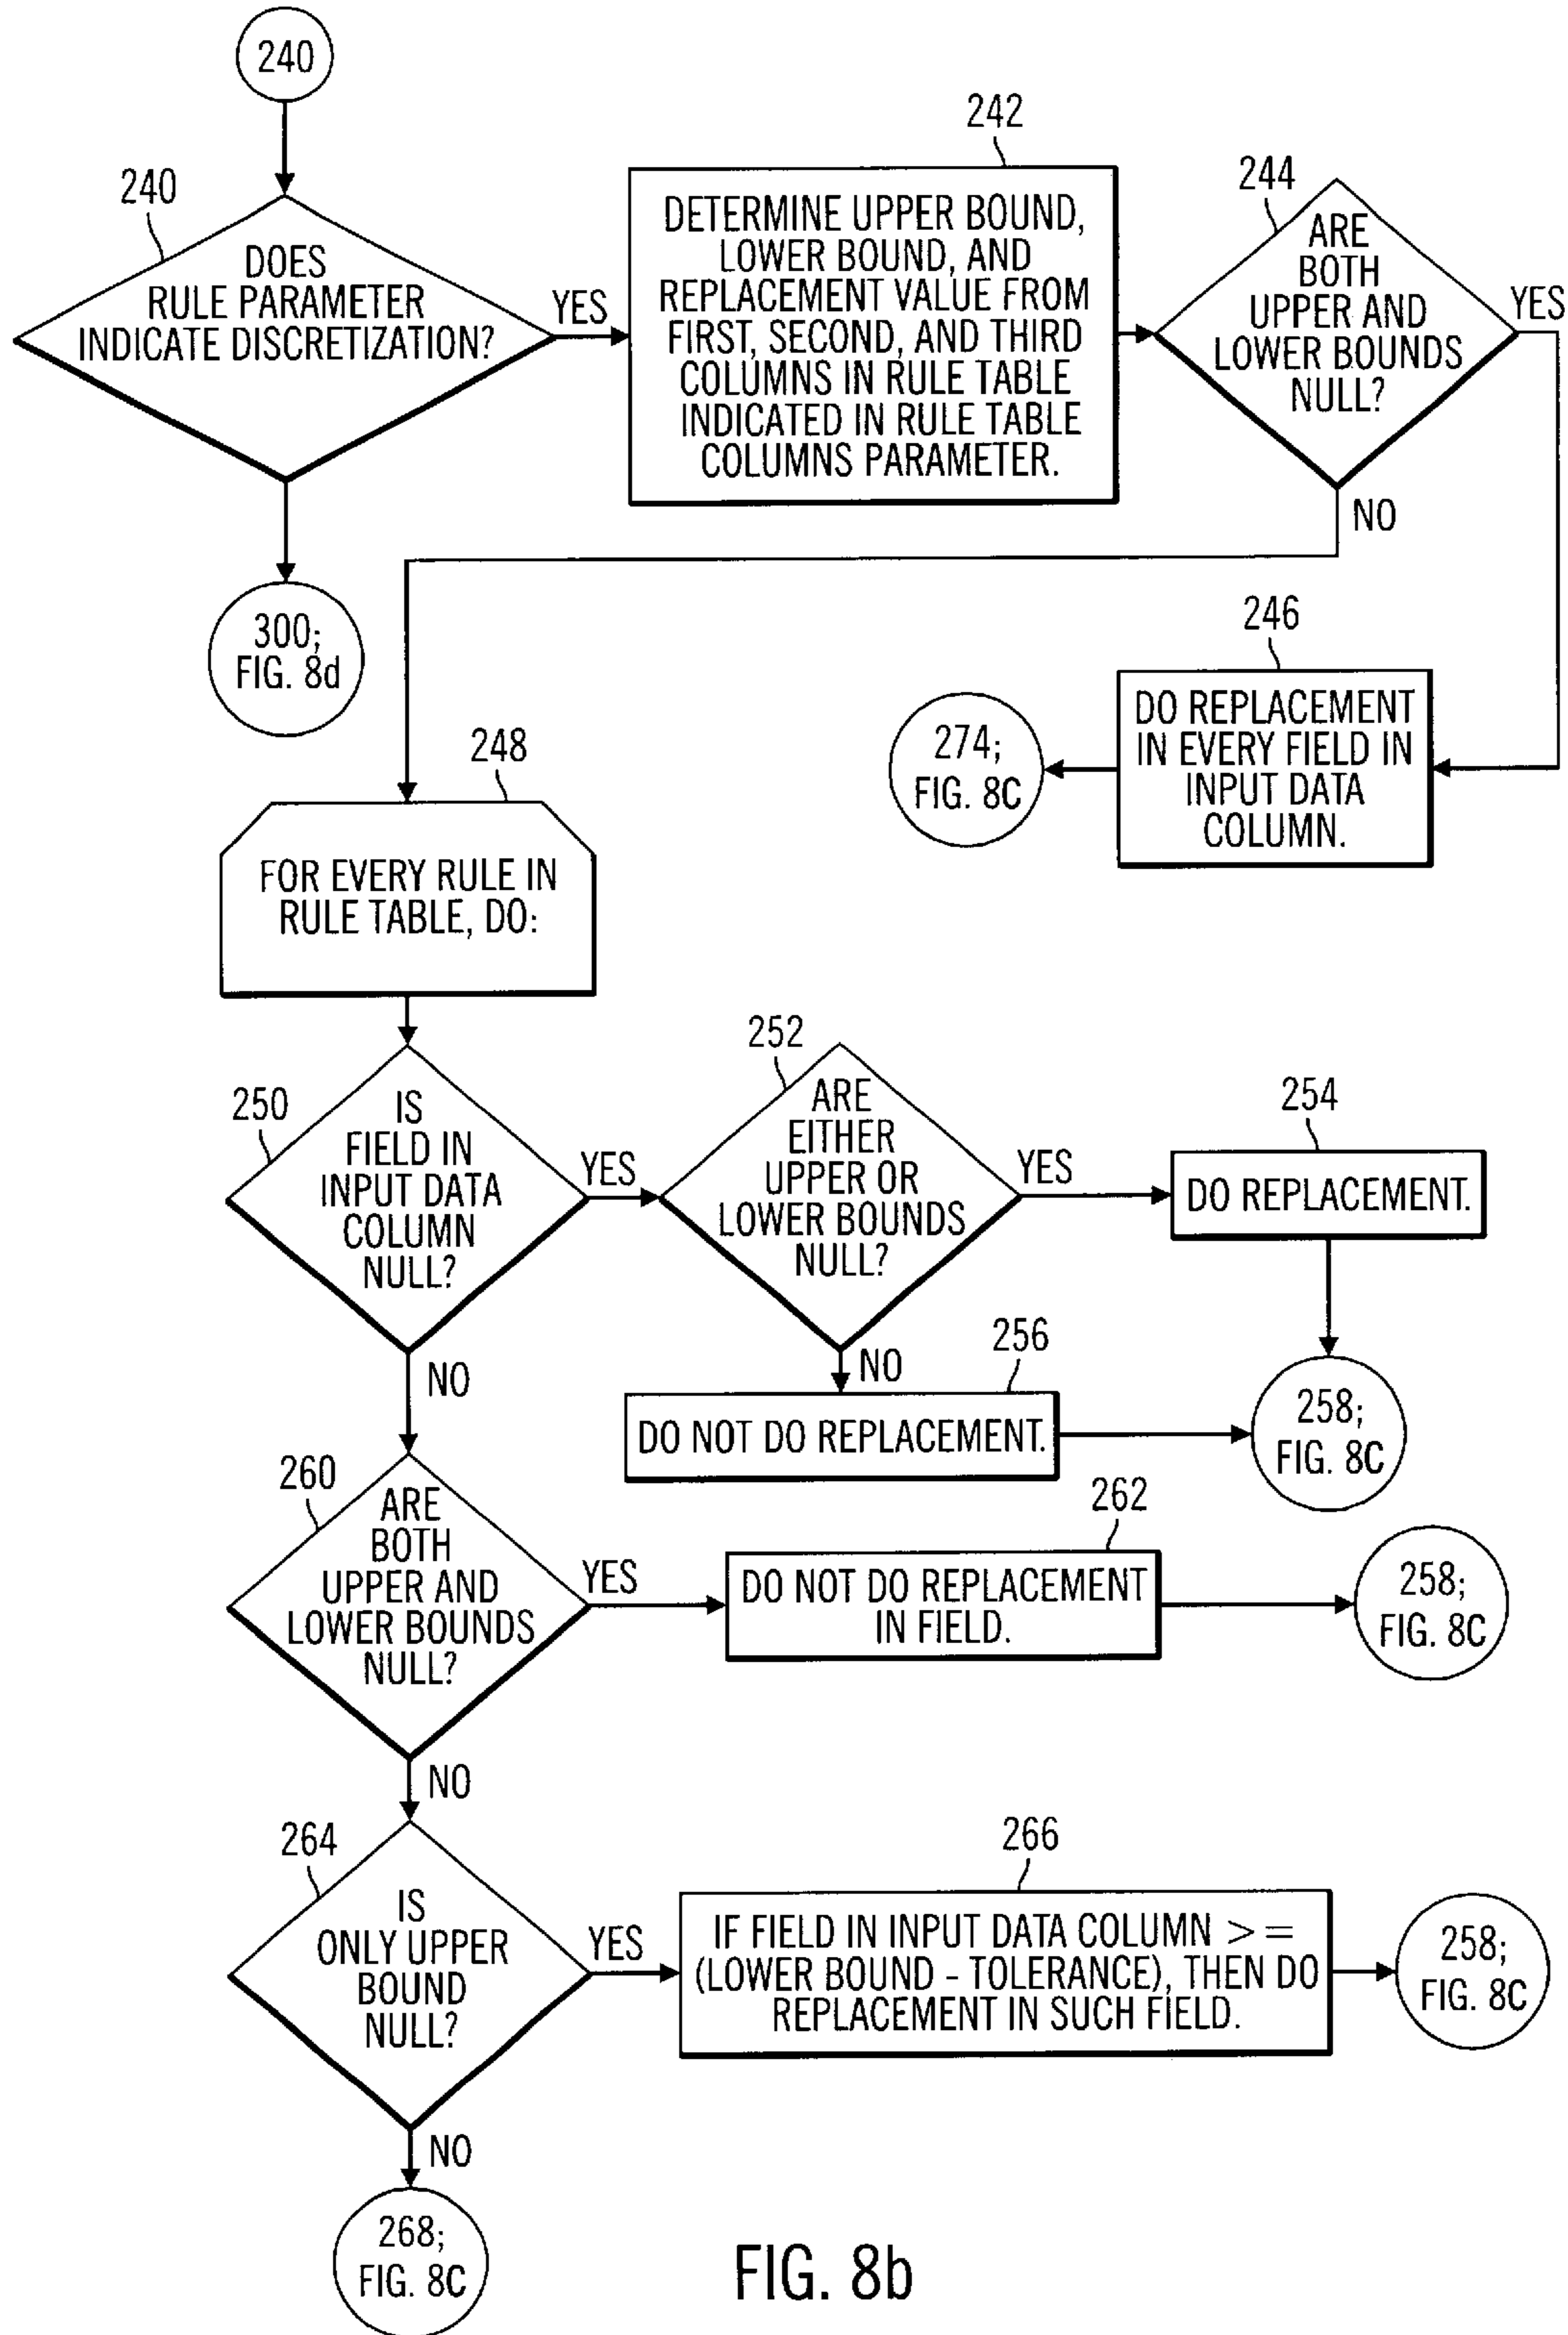 240
240
DOES
RULE PARAMETER
INDICATE DISCRETIZATION?
YES
242
DETERMINE UPPER BOUND,
LOWER BOUND, AND
REPLACEMENT VALUE FROM
FIRST, SECOND, AND THIRD
COLUMNS IN RULE TABLE
INDICATED IN RULE TABLE
COLUMNS PARAMETER.
244
ARE
BOTH
UPPER AND
LOWER BOUNDS
NULL?
YES
NO
300;
FIG. 8d
246
DO REPLACEMENT
IN EVERY FIELD IN
INPUT DATA
COLUMN.
274;
FIG. 8C
248
FOR EVERY RULE IN
RULE TABLE, DO:
250
IS
FIELD IN
INPUT DATA
COLUMN
NULL?
YES
NO
252
ARE
EITHER
UPPER OR
LOWER BOUNDS
NULL?
YES
NO
254
DO REPLACEMENT.
256
DO NOT DO REPLACEMENT.
258;
FIG. 8C
260
ARE
BOTH
UPPER AND
LOWER BOUNDS
NULL?
YES
NO
262
DO NOT DO REPLACEMENT
IN FIELD.
258;
FIG. 8C
264
IS
ONLY UPPER
BOUND
NULL?
YES
NO
266
IF FIELD IN INPUT DATA COLUMN > =
(LOWER BOUND - TOLERANCE), THEN DO
REPLACEMENT IN SUCH FIELD.
258;
FIG. 8C
268;
FIG. 8C
FIG. 8b